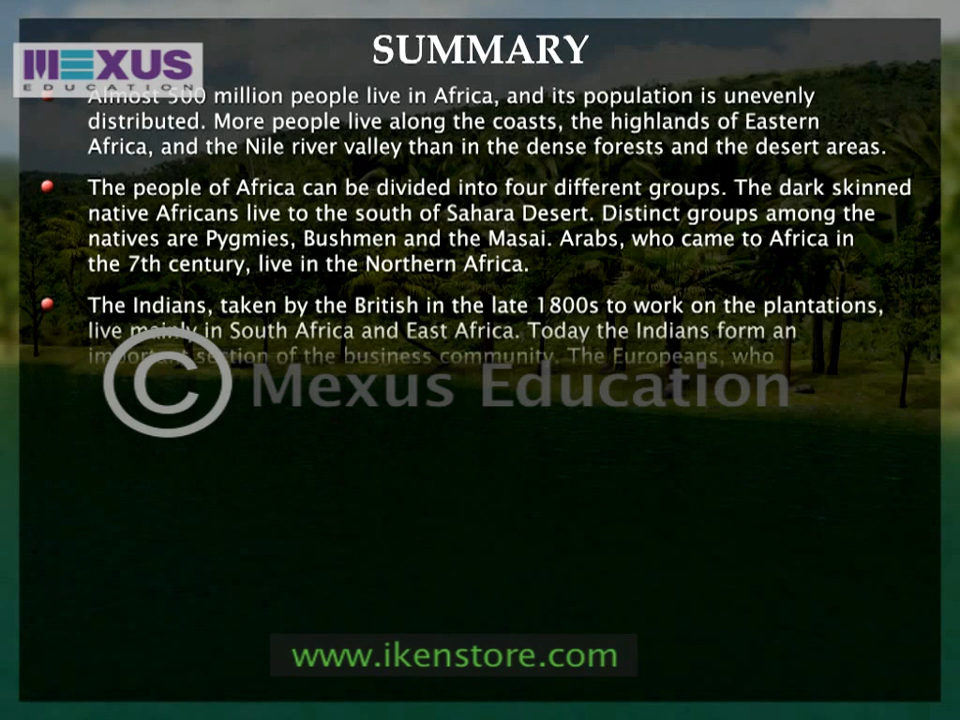 SUMMARY
MEXUS
EDUCATION
Almost 500 million people live in Africa, and its population is unevenly
distributed. More people live along the coasts, the highlands of Eastern
Africa, and the Nile river valley than in the dense forests and the desert areas.
The people of Africa can be divided into four different groups. The dark skinned
native Africans live to the south of Sahara Desert. Distinct groups among the
natives are Pygmies, Bushmen and the Masai. Arabs, who came to Africa in
the 7th century, live in the Northern Africa.
The Indians, taken by the British in the late 1800s to work on the plantations,
live mainly in South Africa and East Africa. Today the Indians form an
important section of the business community. The Europeans, who
© Mexus Education
www.ikenstore.com